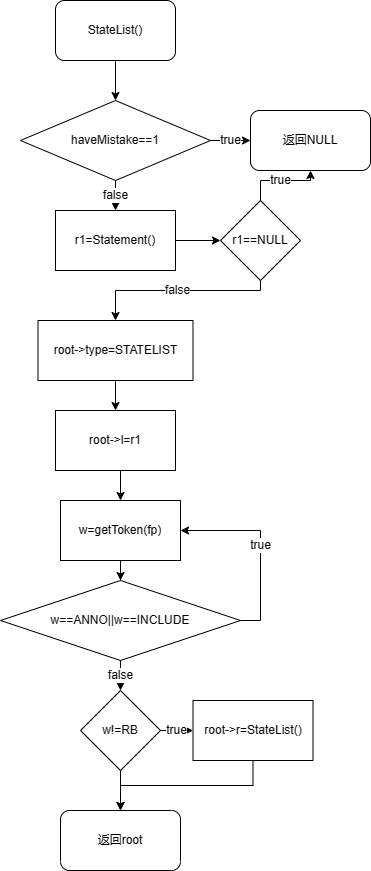 StateList()
haveMistake==1
true
返回NULL
false
true
r1=Statement()
r1==NULL
false
root->type=STATELIST
root->l=r1
w=getToken(fp)
true
w==ANNO||w==INCLUDE
false
w!=RB
true
root->r=StateList()
返回root